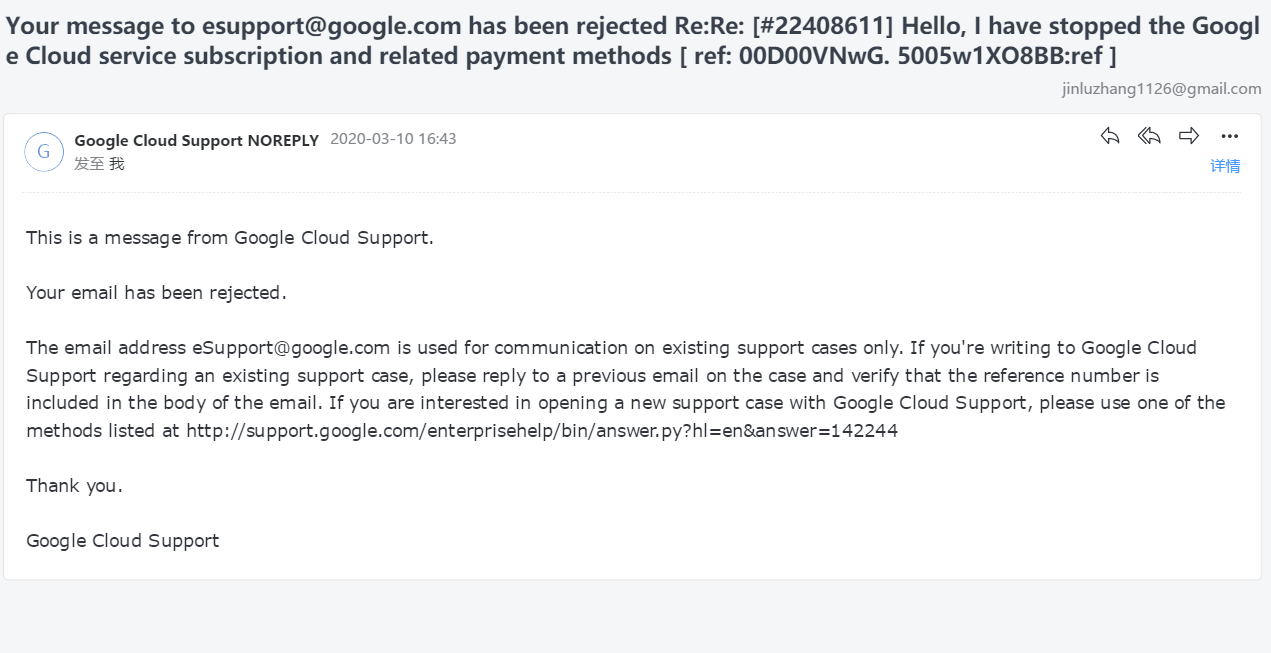 Your message to esupport@google.com has been rejected Re:Re: [#22408611] Hello, I have stopped the Googl
e Cloud service subscription and related payment methods [ ref: 00D00VNwG. 5005w1XO8BB:ref ]
jinluzhang1126@gmail.com
G
Google Cloud Support NOREPLY 2020-03-10 16:43
发至 我
详情
This is a message from Google Cloud Support.
Your email has been rejected.
The email address eSupport@google.com is used for communication on existing support cases only. If you're writing to Google Cloud
Support regarding an existing support case, please reply to a previous email on the case and verify that the reference number is
included in the body of the email. If you are interested in opening a new support case with Google Cloud Support, please use one of the
methods listed at http://support.google.com/enterprisehelp/bin/answer.py?hl=en&answer=142244
Thank you.
Google Cloud Support